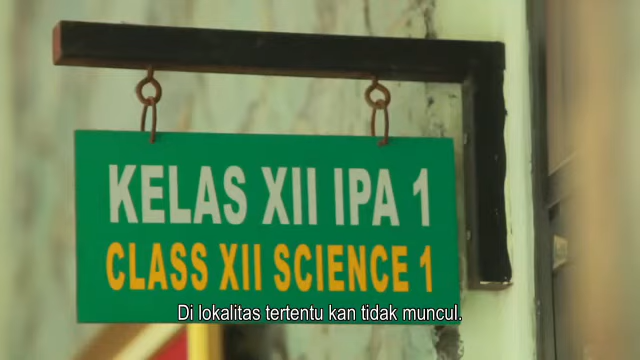 KELAS XII IPA 1
CLASS XII SCIENCE 1
Di lokalitas tertentu kan tidak muncul.